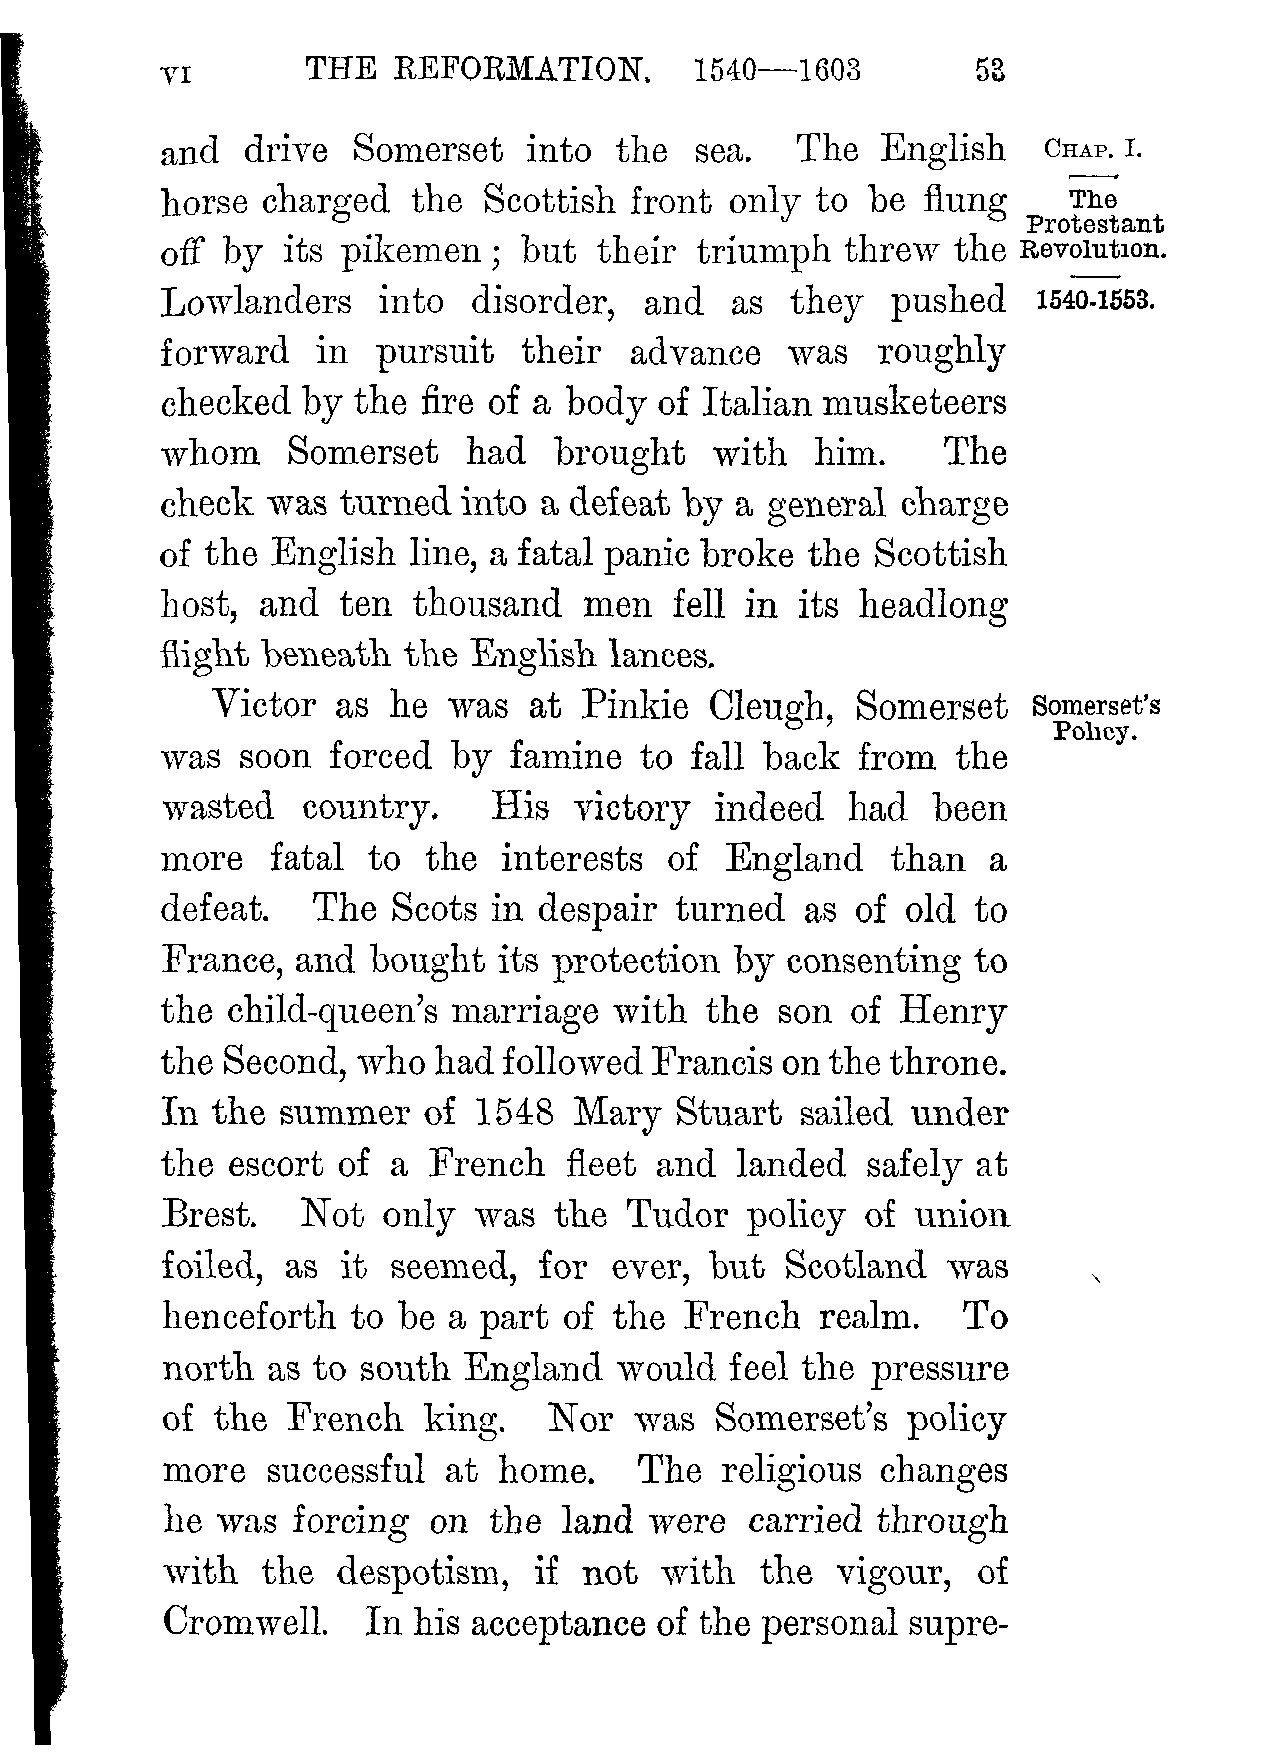 VI THE REFORMATION. 1540—1603 53
and drive Somerset into the sea. The English
horse charged the Scottish front only to be flung
off by its pikemen; but their triumph threw the
Lowlanders into disorder, and as they pushed
forward in pursuit their advance was roughly
checked by the fire of a body of Italian musketeers
whom Somerset had brought with him. The
check was turned into a defeat by a general charge
of the English line, a fatal panic broke the Scottish
host, and ten thousand men fell in its headlong
flight beneath the English lances.
Victor as he was at Pinkie Cleugh, Somerset
was soon forced by famine to fall back from the
wasted country. His victory indeed had been
more fatal to the interests of England than a
defeat. The Scots in despair turned as of old to
France, and bought its protection by consenting to
the child-queen's marriage with the son of Henry
the Second, who had followed Francis on the throne.
In the summer of 1548 Mary Stuart sailed under
the escort of a French fleet and landed safely at
Brest. Not only was the Tudor policy of union
foiled, as it seemed, for ever, but Scotland was
henceforth to be a part of the French realm. To
north as to south England would feel the pressure
of the French king. Nor was Somerset's policy
more successful at home. The religious changes
he was forcing on the land were carried through
with the despotism, if not with the vigour, of
Cromwell. In his acceptance of the personal supre-
CHAP. I.
The
Protestant
Revolution.
1540-1553.
Somerset's
Policy.